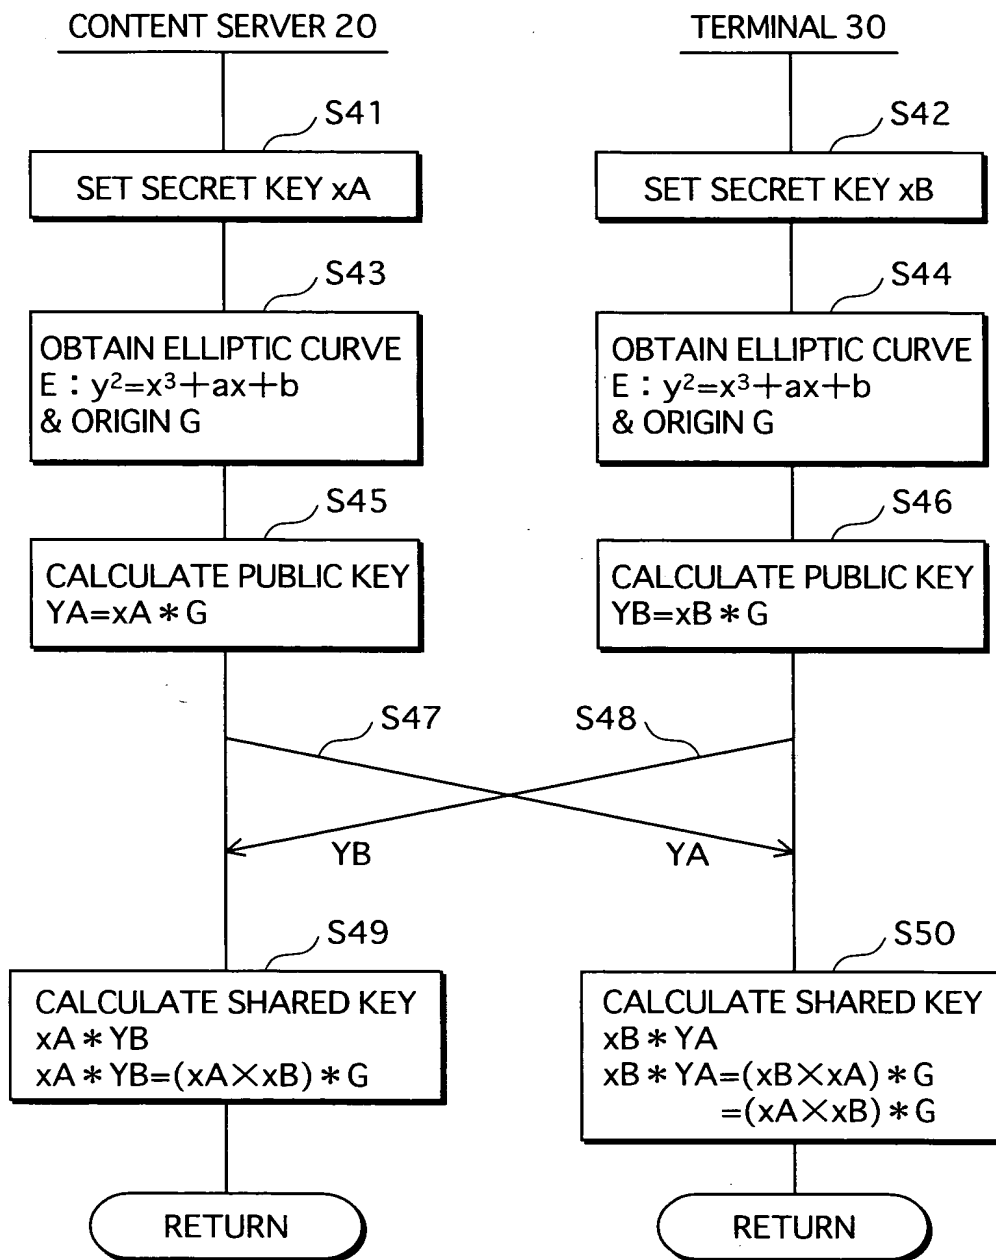 CONTENT SERVER 20
TERMINAL 30
S41
S42
SET SECRET KEY xA
SET SECRET KEY xB
S43
S44
OBTAIN ELLIPTIC CURVE
E : y²=x³+ax+b
& ORIGIN G
OBTAIN ELLIPTIC CURVE
E : y²=x³+ax+b
& ORIGIN G
S45
S46
CALCULATE PUBLIC KEY
YA=xA＊G
CALCULATE PUBLIC KEY
YB=xB＊G
S47
S48
YB
YA
S49
S50
CALCULATE SHARED KEY
xA＊YB
xA＊YB=(xA×xB)＊G
CALCULATE SHARED KEY
xB＊YA
xB＊YA=(xB×xA)＊G
=(xA×xB)＊G
RETURN
RETURN